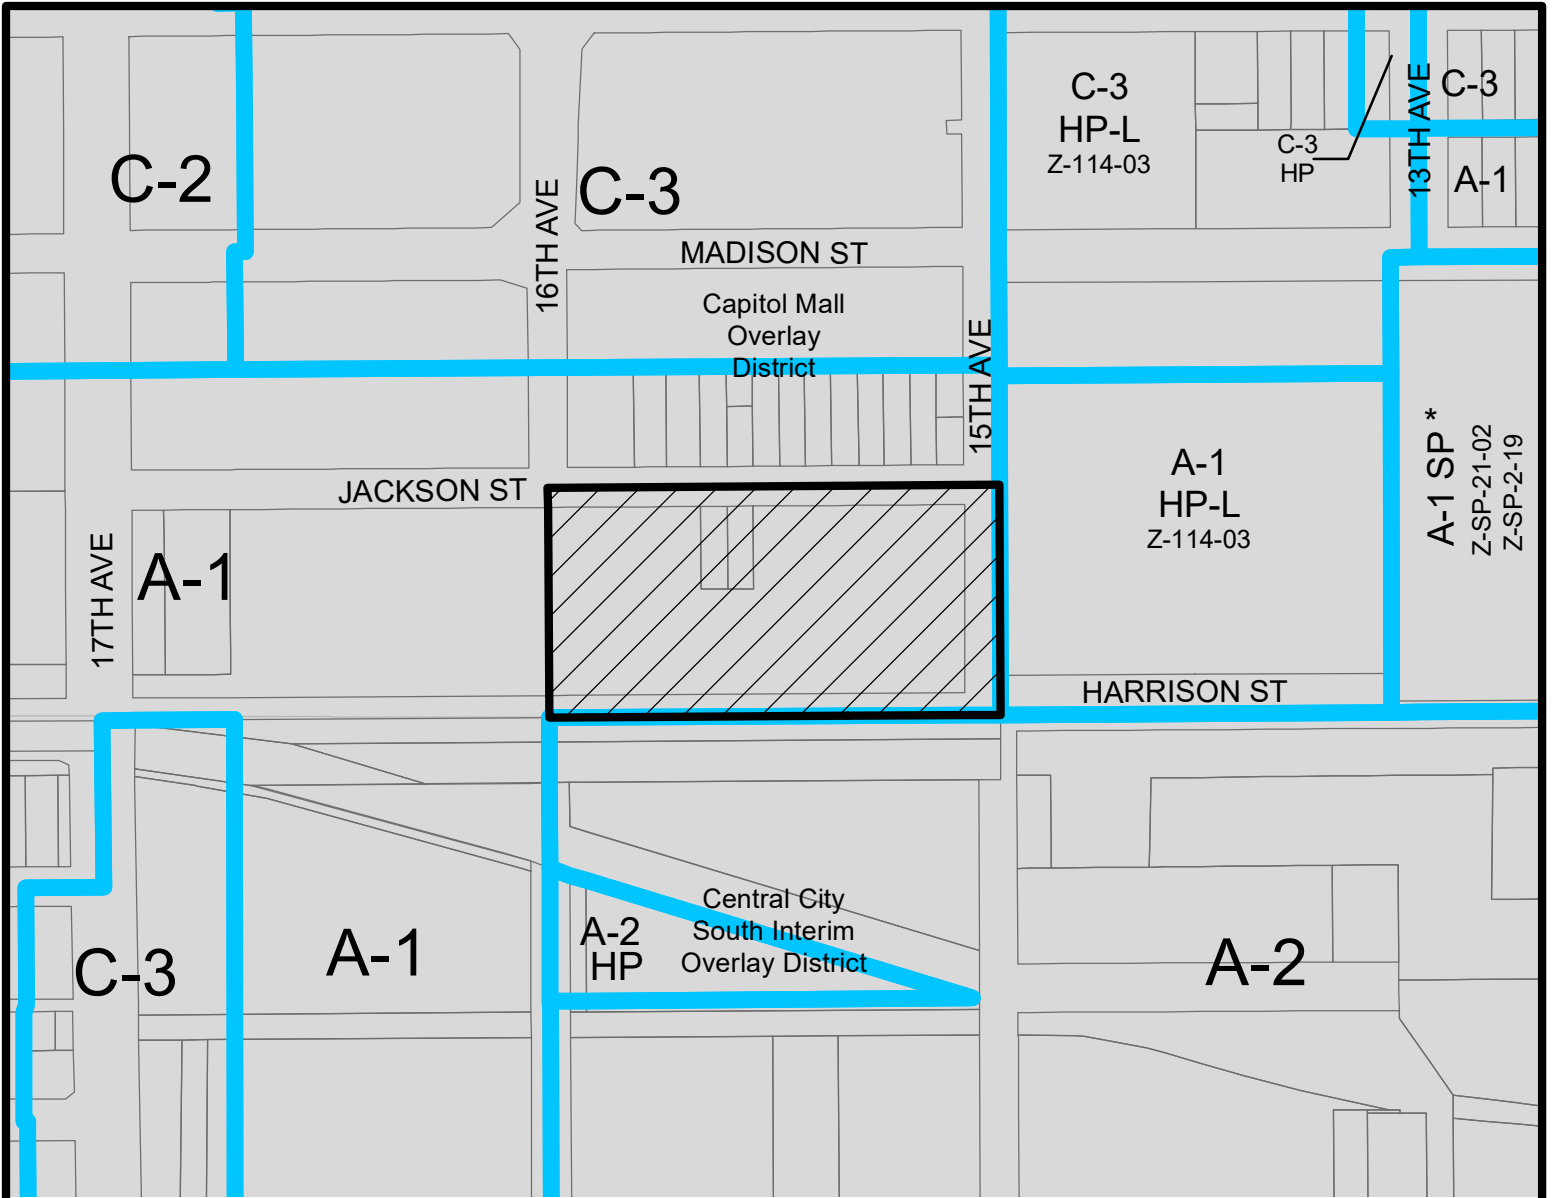 C-3
HP-L
Z-114-03
C-3
HP
13TH AVE
C-3
A-1
C-2
16TH AVE
C-3
MADISON ST
Capitol Mall
Overlay
District
15TH AVE
JACKSON ST
A-1
HP-L
Z-114-03
A-1 SP *
Z-SP-21-02
Z-SP-2-19
17TH AVE
A-1
HARRISON ST
C-3
A-1
A-2
HP
Central City
South Interim
Overlay District
A-2